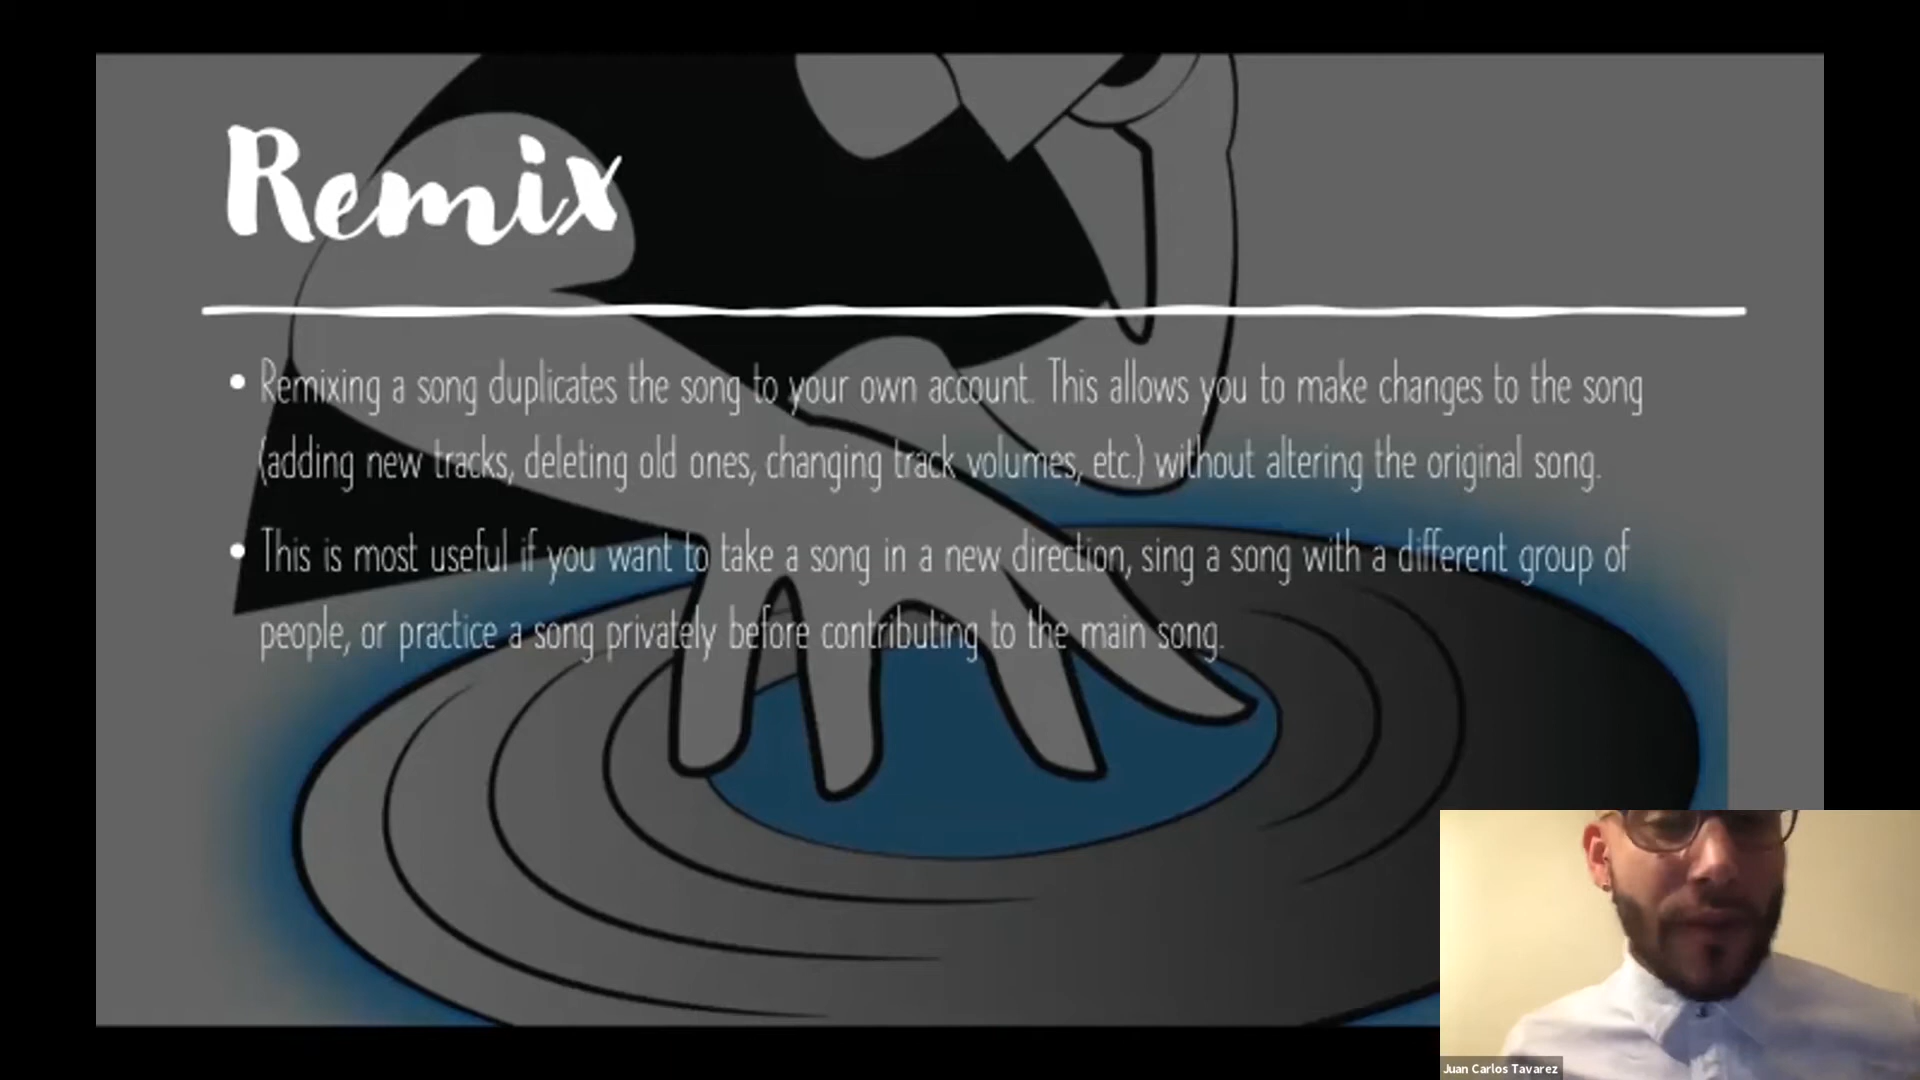 Remix
• Remixing a song duplicates the song to your own account. This allows you to make changes to the song
(adding new tracks, deleting old ones, changing track volumes, etc.) without altering the original song.
• This is most useful if you want to take a song in a new direction, sing a song with a different group of
people, or practice a song privately before contributing to the main song.
Juan Carlos Tavarez